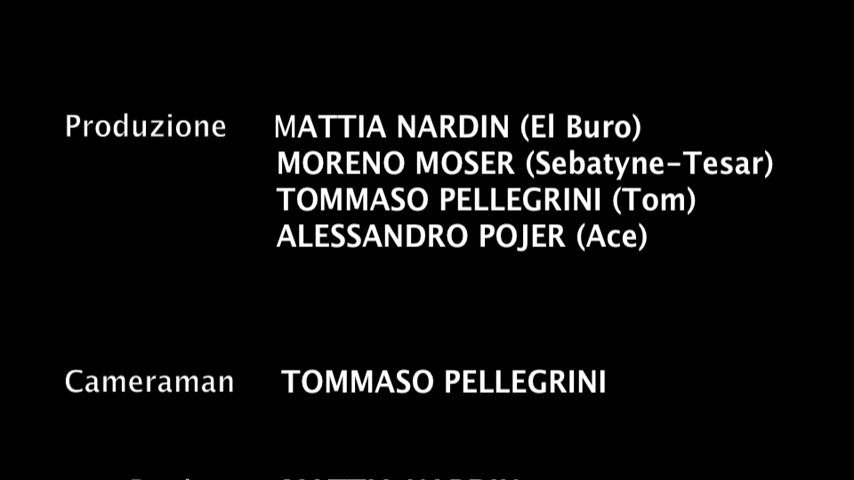 Produzione MATTIA NARDIN (El Buro)
MORENO MOSER (Sebatyne-Tesar)
TOMMASO PELLEGRINI (Tom)
ALESSANDRO POJER (Ace)
Cameraman TOMMASO PELLEGRINI